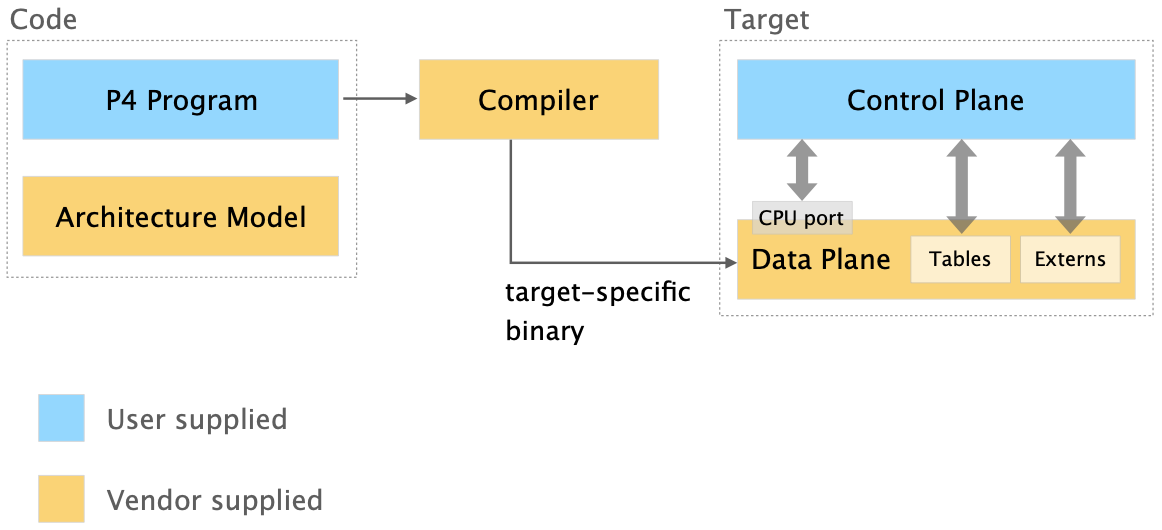 Code
Target
P4 Program
Compiler
Control Plane
Architecture Model
CPU port
Data Plane
Tables
Externs
target-specific
binary
User supplied
Vendor supplied